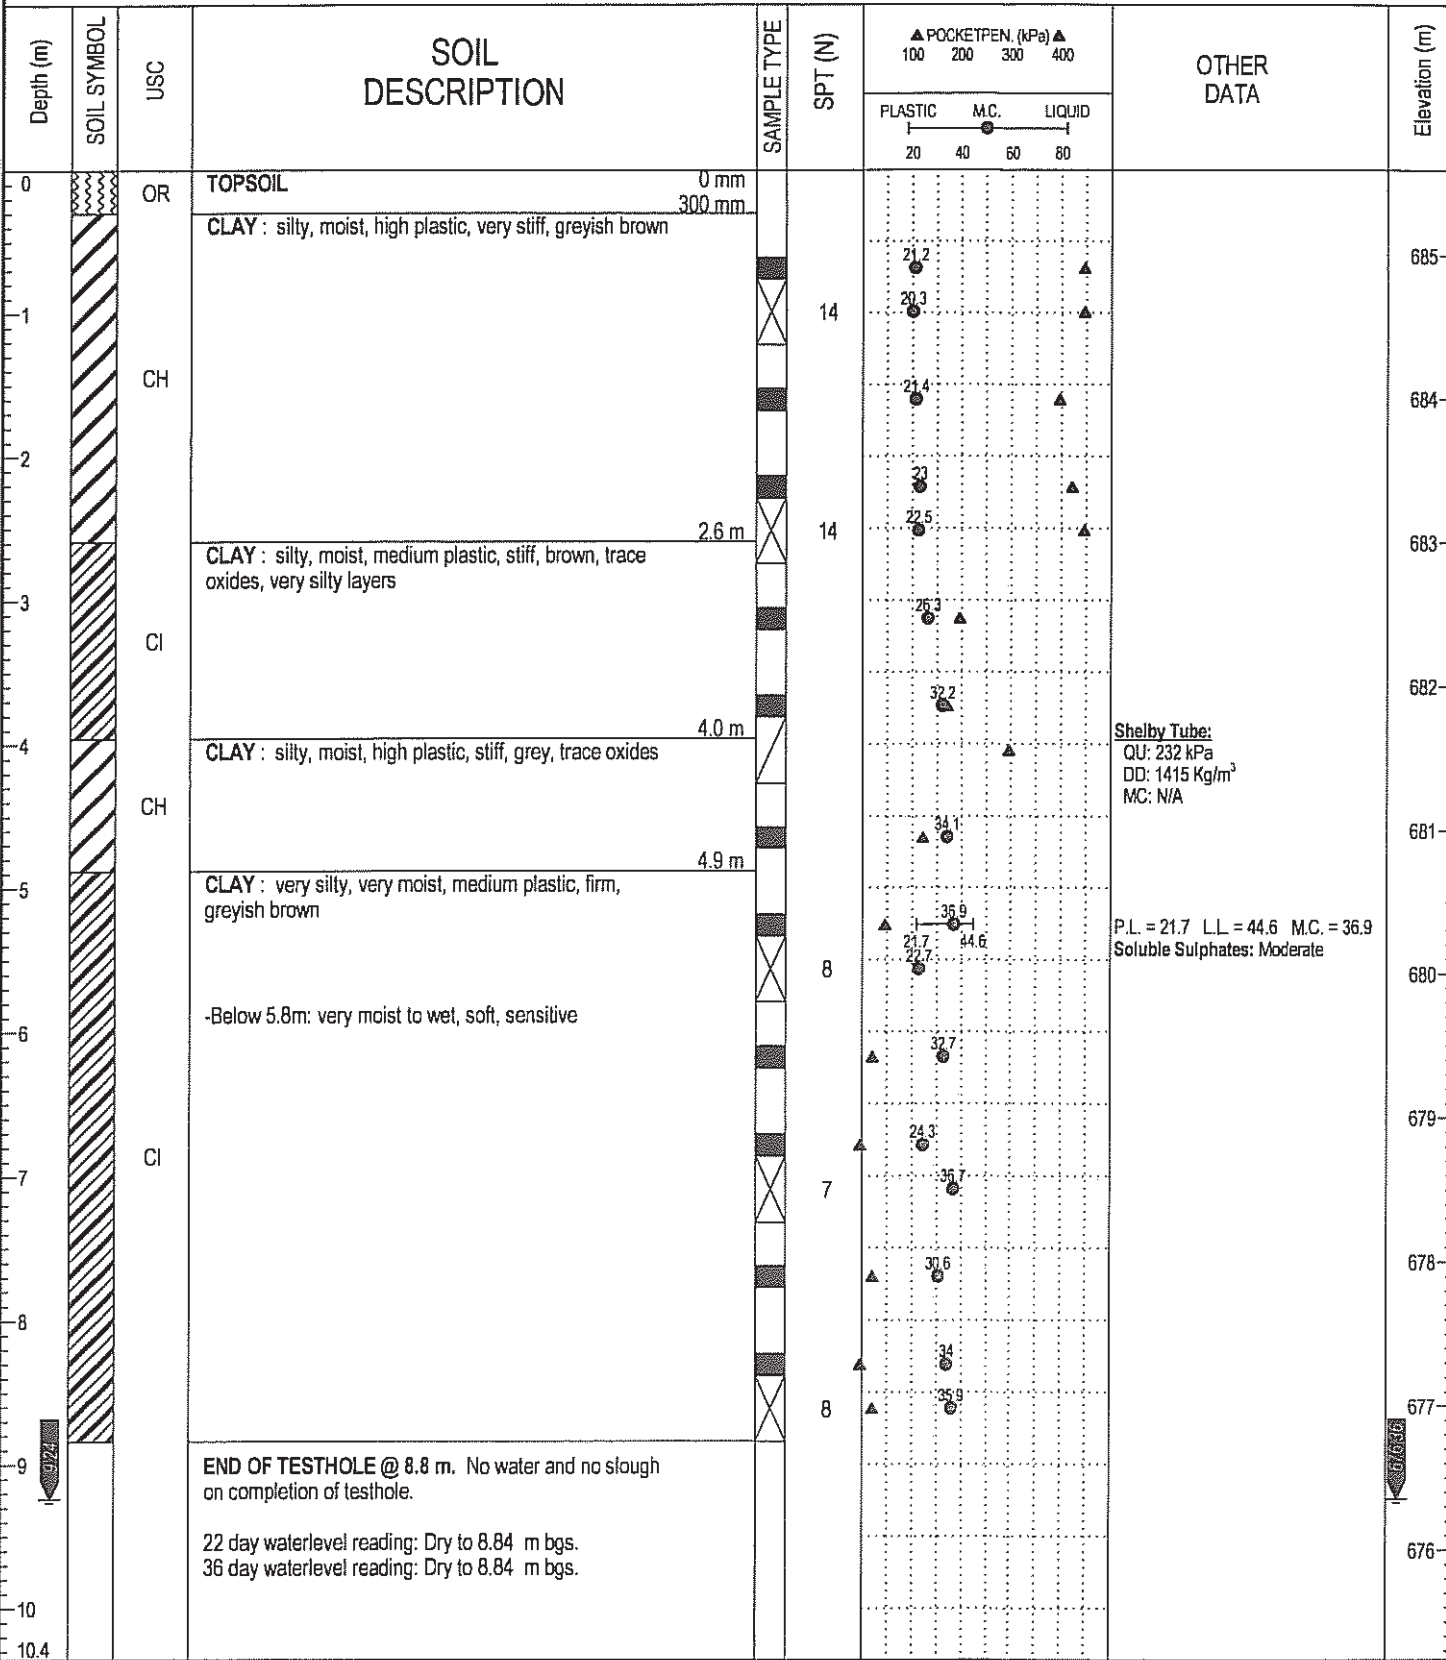 Depth (m)
SOIL SYMBOL
USC
SOIL
DESCRIPTION
SAMPLE TYPE
SPT (N)
▲ POCKETPEN. (kPa) ▲
100 200 300 400
PLASTIC M.C. LIQUID
20 40 60 80
OTHER
DATA
Elevation (m)
0
OR
TOPSOIL 0 mm
300 mm
CLAY : silty, moist, high plastic, very stiff, greyish brown
21.2
685
1
14
20.3
CH
21.4
684
2
23
2.6 m
14
22.5
683
CLAY : silty, moist, medium plastic, stiff, brown, trace
oxides, very silty layers
3
26.3
CI
32.2
682
4.0 m
4
CLAY : silty, moist, high plastic, stiff, grey, trace oxides
Shelby Tube:
QU: 232 kPa
DD: 1415 Kg/m³
MC: N/A
CH
34.1
681
4.9 m
5
CLAY : very silty, very moist, medium plastic, firm,
greyish brown
36.9
21.7 44.6
P.L. = 21.7 L.L. = 44.6 M.C. = 36.9
Soluble Sulphates: Moderate
8
22.7
680
-Below 5.8m: very moist to wet, soft, sensitive
6
32.7
679
CI
24.3
7
7
36.7
30.6
678
8
34
8
35.9
677
9
END OF TESTHOLE @ 8.8 m. No water and no slough
on completion of testhole.
22 day waterlevel reading: Dry to 8.84 m bgs.
36 day waterlevel reading: Dry to 8.84 m bgs.
676
10
10.4